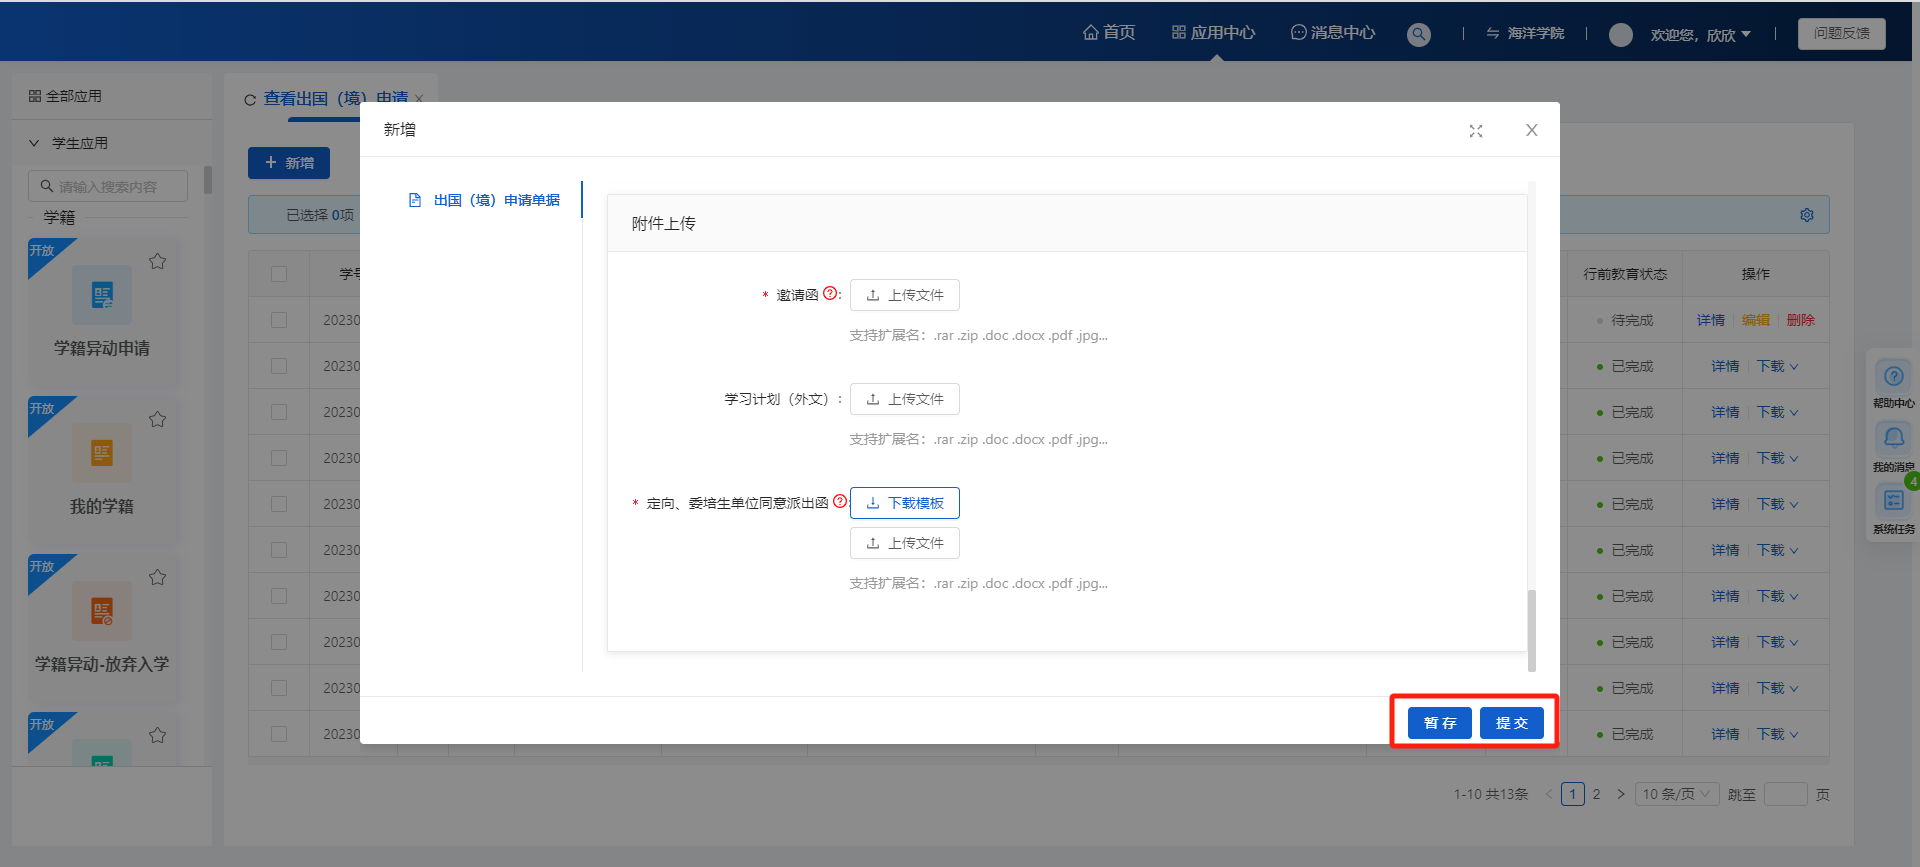 首页 应用中心 消息中心 海洋学院 欢迎您，欣欣 问题反馈
全部应用
学生应用
请输入搜索内容
学籍
开放
学籍异动申请
开放
我的学籍
开放
学籍异动-放弃入学
开放
查看出国（境）申请
新增
已选择 0项
学号 行前教育状态 操作
20230 待完成 详情 编辑 删除
20230 已完成 详情 下载
20230 已完成 详情 下载
20230 已完成 详情 下载
20230 已完成 详情 下载
20230 已完成 详情 下载
20230 已完成 详情 下载
20230 已完成 详情 下载
20230 已完成 详情 下载
20230 已完成 详情 下载
1-10 共13条 1 2 10 条/页 跳至 页
新增
出国（境）申请单据
附件上传
* 邀请函 : 上传文件
支持扩展名：.rar .zip .doc .docx .pdf .jpg...
学习计划（外文） : 上传文件
支持扩展名：.rar .zip .doc .docx .pdf .jpg...
* 定向、委培生单位同意派出函 : 下载模板
上传文件
支持扩展名：.rar .zip .doc .docx .pdf .jpg...
暂存 提交
帮助中心
我的消息
4
系统任务